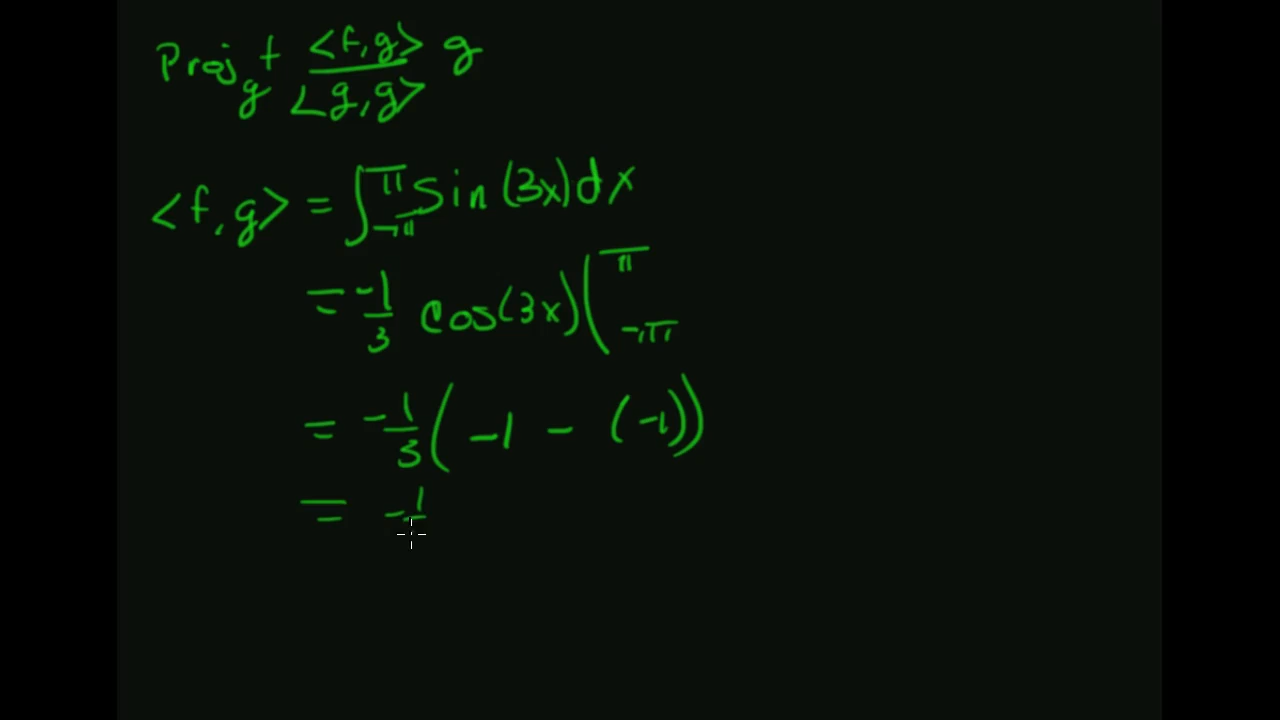 Proj_g f <f,g>/<g,g> g
<f,g> = ∫_{-π}^{π} Sin(3x)dx
= -1/3 cos(3x)|_{-π}^{π}
= -1/3(-1 - (-1))
= -1/